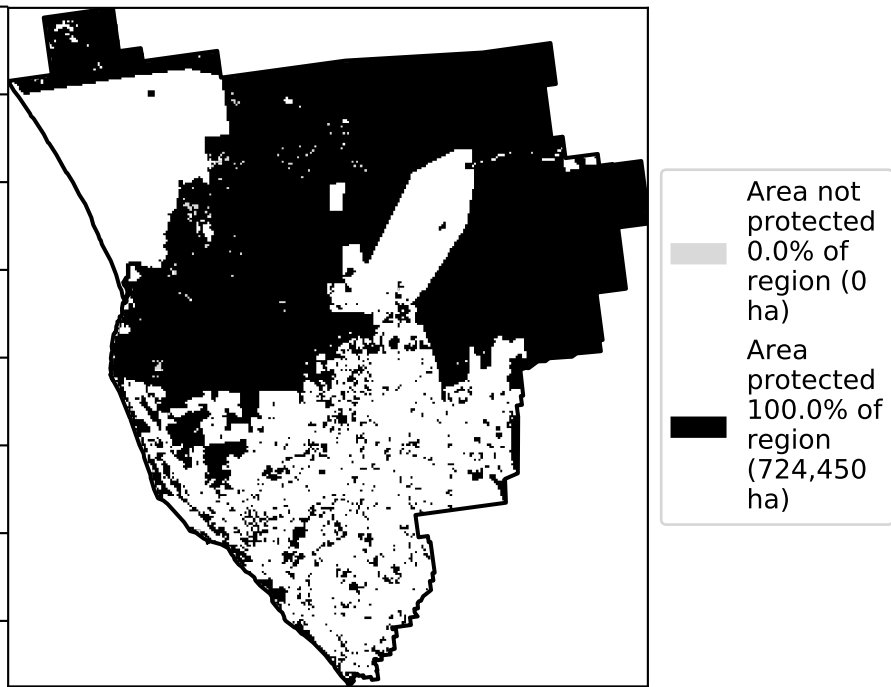 Area not
protected
0.0% of
region (0
ha)
Area
protected
100.0% of
region
(724,450
ha)